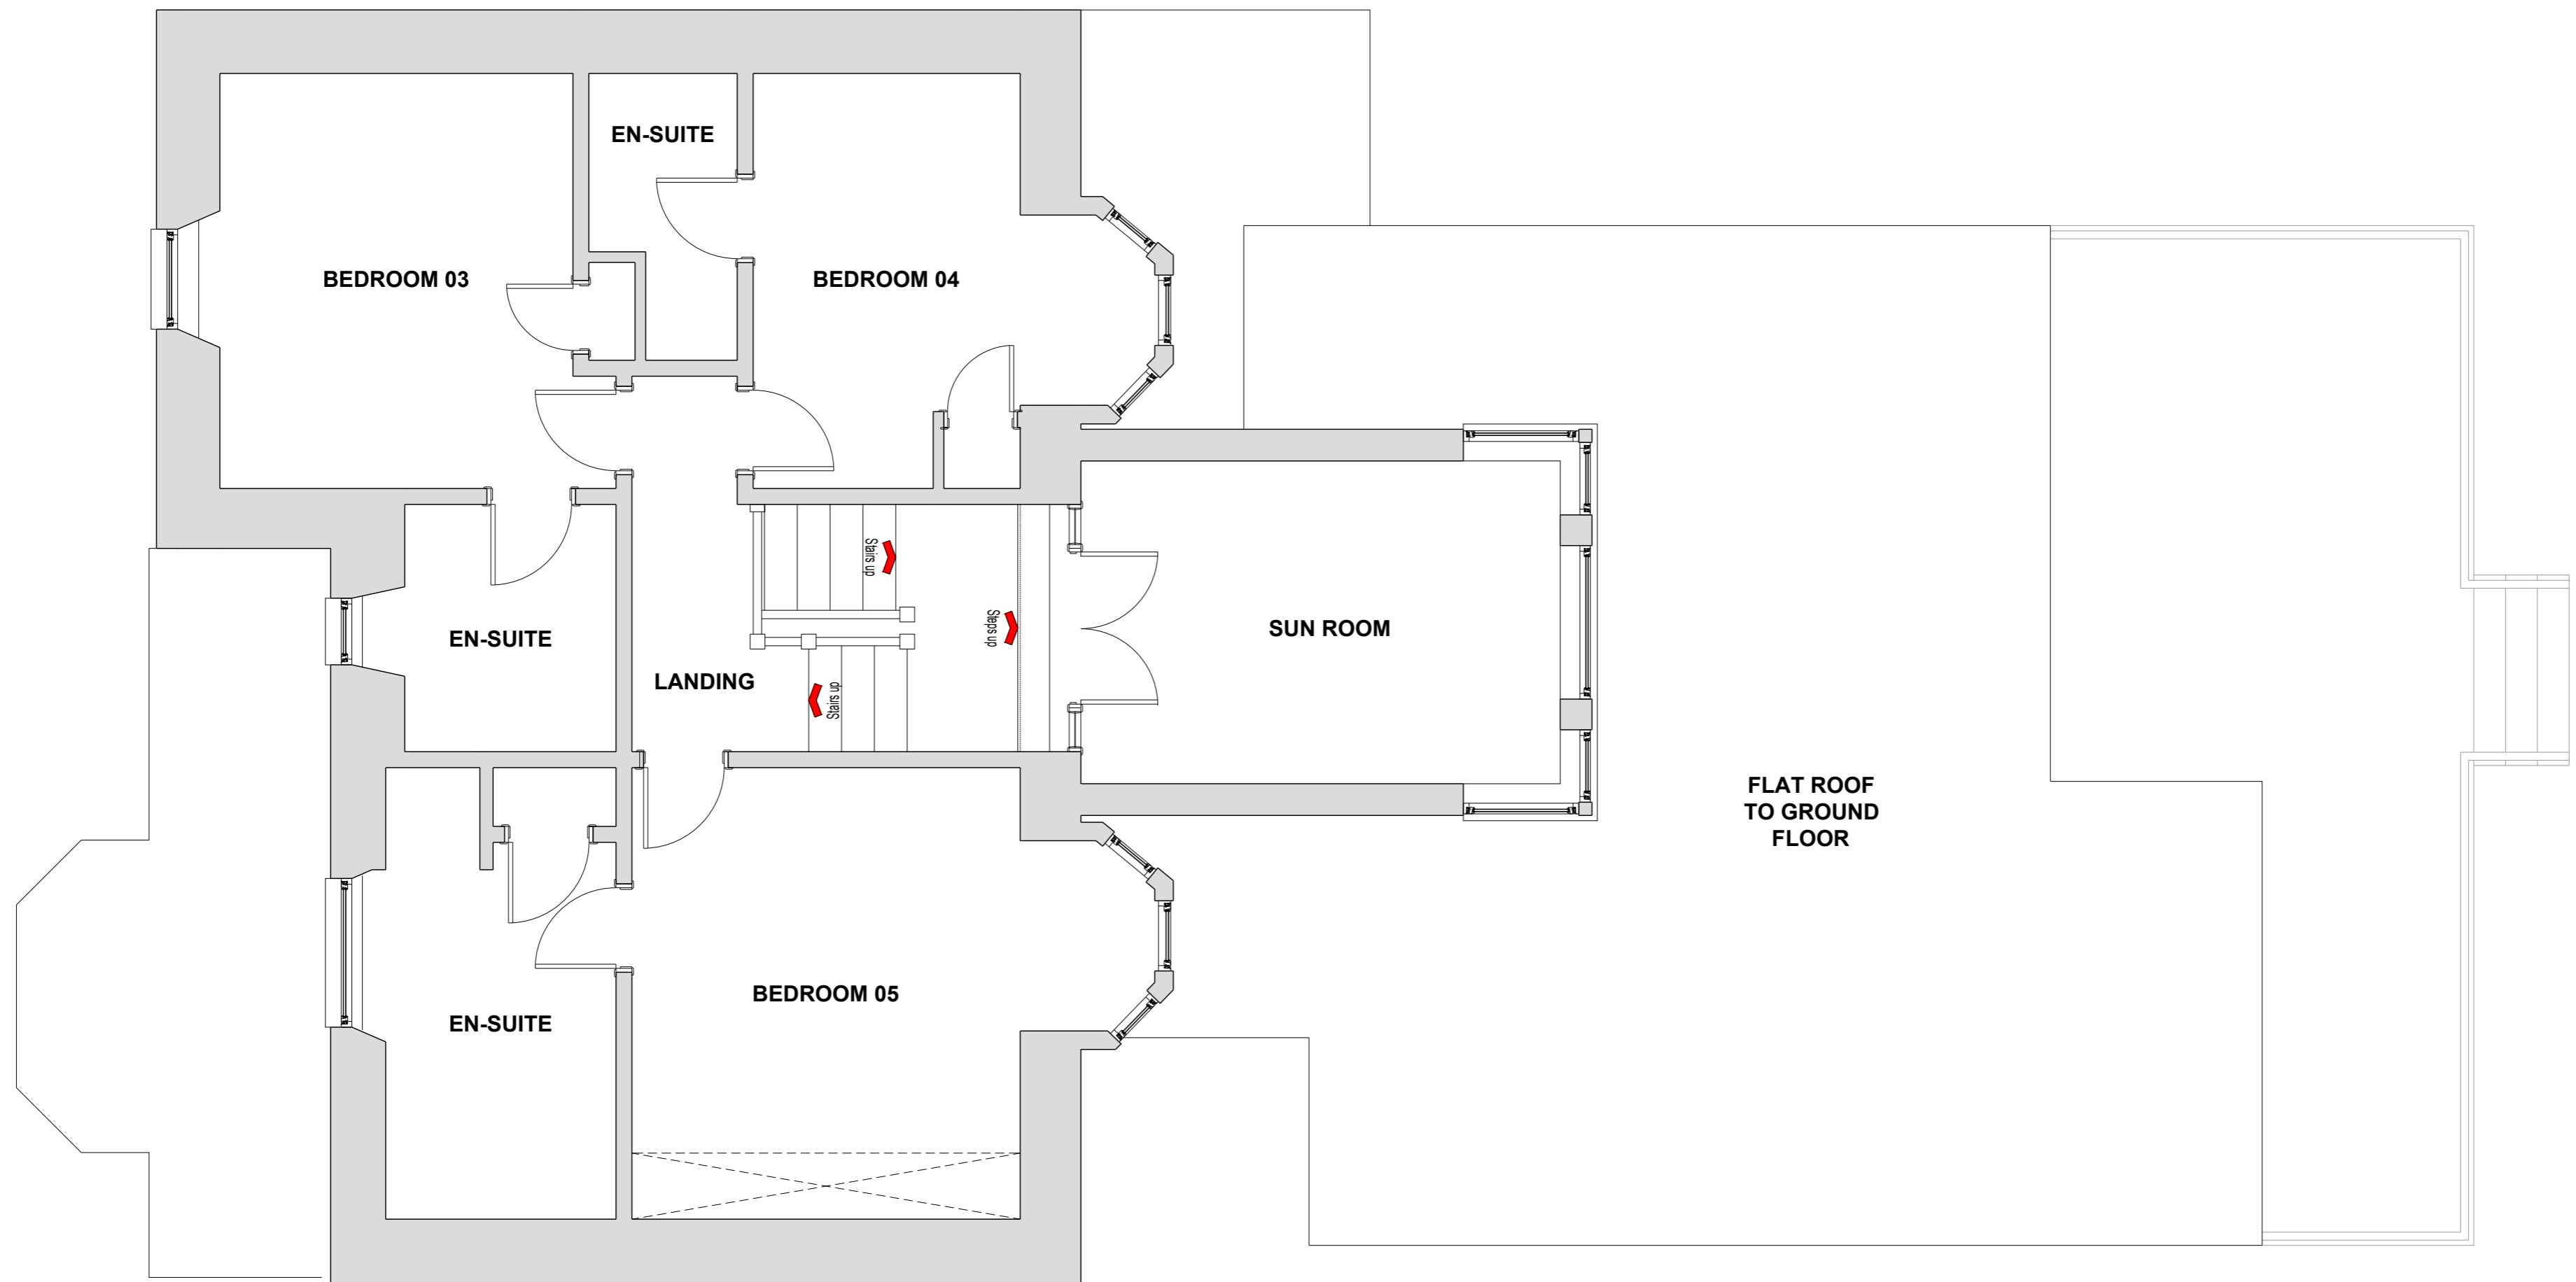 EN-SUITE
BEDROOM 03
BEDROOM 04
Stairs up
Steps up
EN-SUITE
SUN ROOM
LANDING
Stairs up
FLAT ROOF
TO GROUND
FLOOR
BEDROOM 05
EN-SUITE